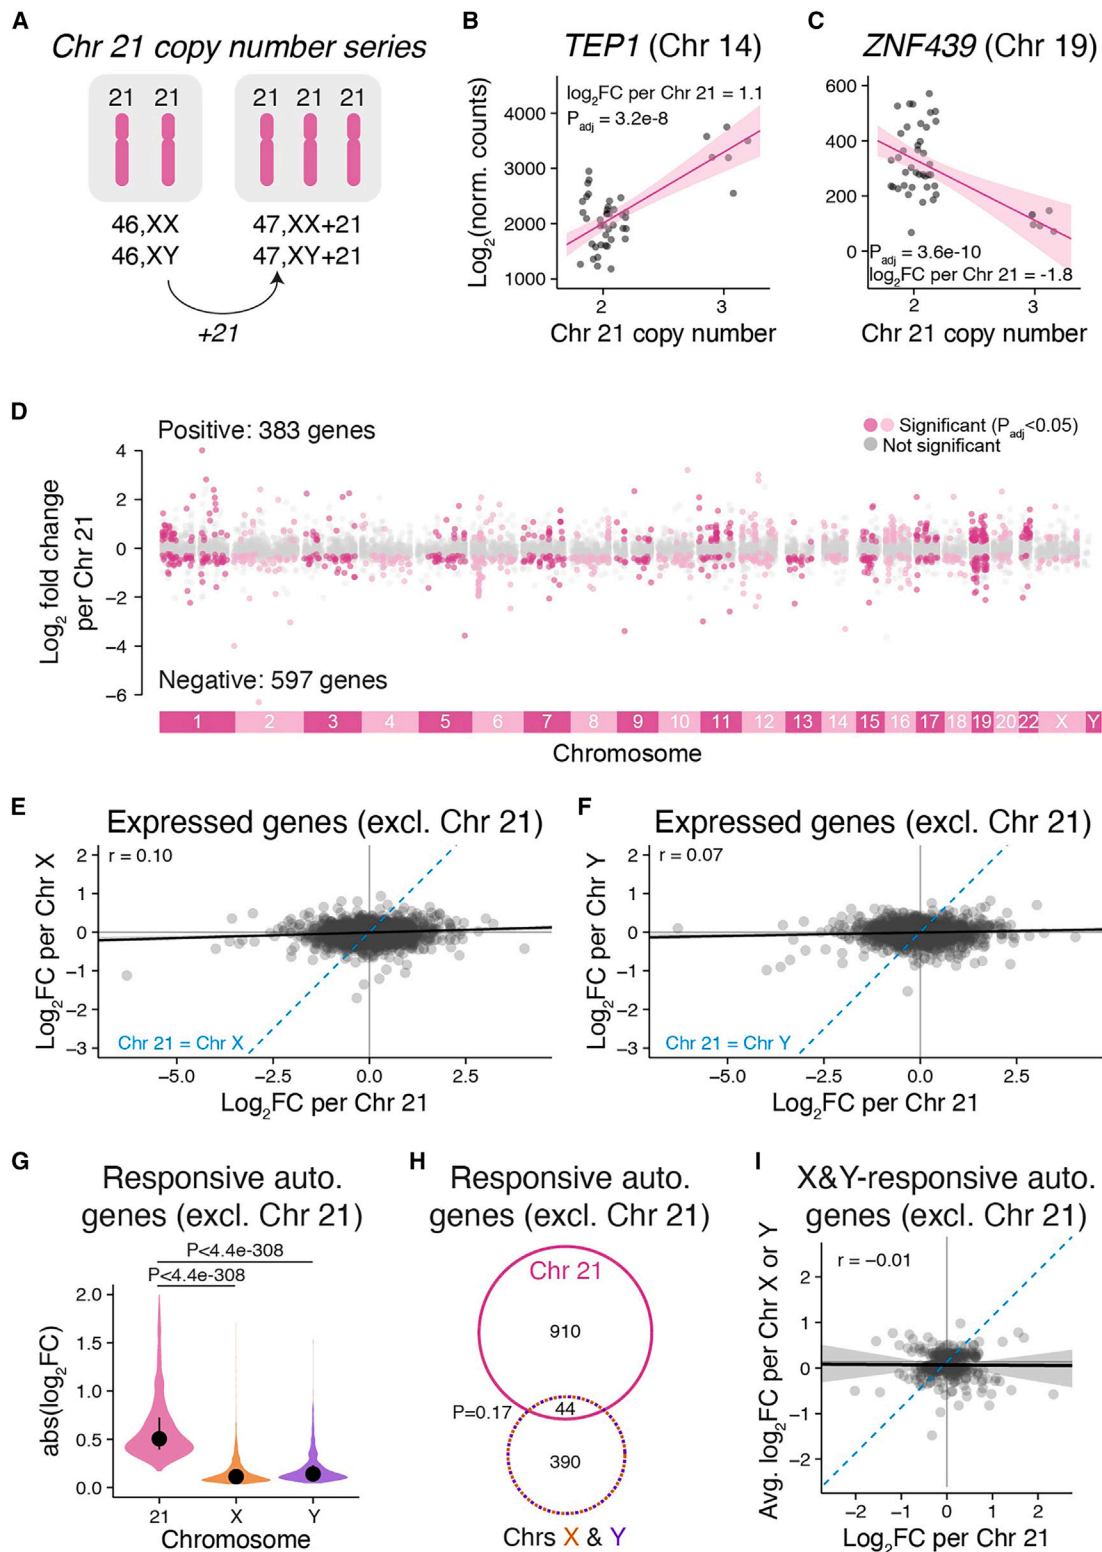 A
Chr 21 copy number series
21 21
21 21 21
46,XX
46,XY
47,XX+21
47,XY+21
+21
B
TEP1 (Chr 14)
log2FC per Chr 21 = 1.1
Padj = 3.2e-8
Log2(norm. counts)
4000
3000
2000
1000
2 3
Chr 21 copy number
C
ZNF439 (Chr 19)
600
400
200
0
Padj = 3.6e-10
log2FC per Chr 21 = -1.8
2 3
Chr 21 copy number
D
Positive: 383 genes
Significant (Padj<0.05)
Not significant
Log2 fold change
per Chr 21
4
2
0
−2
−4
−6
Negative: 597 genes
1 2 3 4 5 6 7 8 9 10 11 12 13 14 15 16 17 18 19 20 22 X Y
Chromosome
E
Expressed genes (excl. Chr 21)
r = 0.10
Log2FC per Chr X
2
1
0
−1
−2
−3
Chr 21 = Chr X
−5.0 −2.5 0.0 2.5
Log2FC per Chr 21
F
Expressed genes (excl. Chr 21)
r = 0.07
Log2FC per Chr Y
2
1
0
−1
−2
−3
Chr 21 = Chr Y
−5.0 −2.5 0.0 2.5
Log2FC per Chr 21
G
Responsive auto.
genes (excl. Chr 21)
P<4.4e-308
P<4.4e-308
abs(log2FC)
2.0
1.5
1.0
0.5
0.0
21 X Y
Chromosome
H
Responsive auto.
genes (excl. Chr 21)
Chr 21
910
P=0.17
44
390
Chrs X & Y
I
X&Y-responsive auto.
genes (excl. Chr 21)
r = −0.01
Avg. log2FC per Chr X or Y
2
1
0
−1
−2
−2 −1 0 1 2
Log2FC per Chr 21